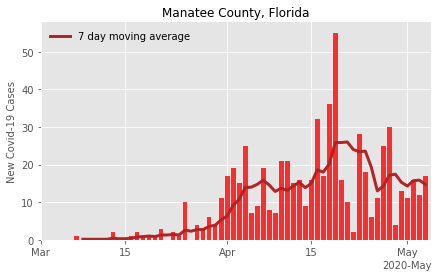 Manatee County, Florida
7 day moving average
New Covid-19 Cases
50
40
30
20
10
0
Mar
15
Apr
15
May
2020-May